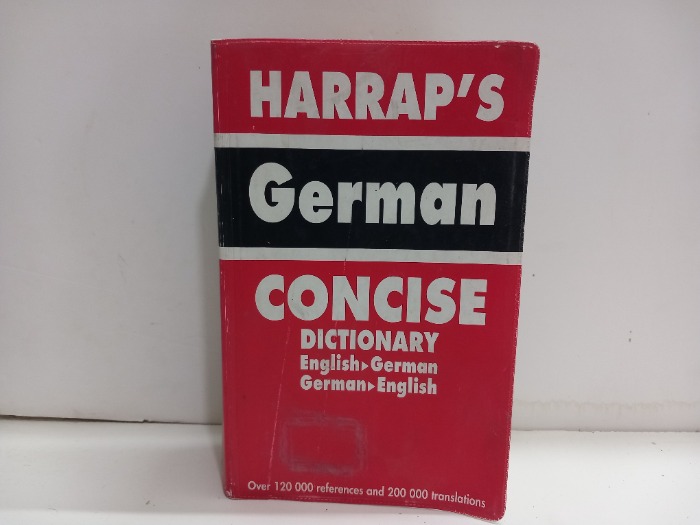 HARRAP'S
German
CONCISE
DICTIONARY
English▸German
German▸English
Over 120 000 references and 200 000 translations